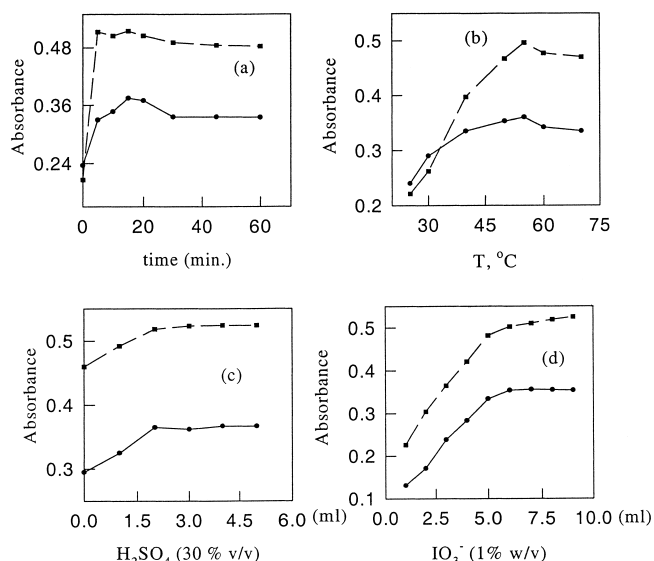 (a)
0.48
0.36
0.24
Absorbance
0 20 40 60
time (min.)
(b)
0.5
0.4
0.3
0.2
Absorbance
30 45 60 75
T, °C
(c)
0.5
0.4
0.3
Absorbance
0.0 1.5 3.0 4.5 6.0 (ml)
H₂SO₄ (30 % v/v)
(d)
0.5
0.4
0.3
0.2
0.1
Absorbance
0.0 2.5 5.0 7.5 10.0 (ml)
IO₃⁻ (1% w/v)